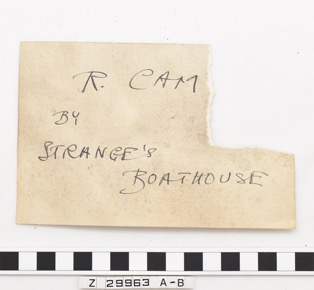 R. CAM
BY
STRANGE'S
BOATHOUSE
Z 29963 A-B